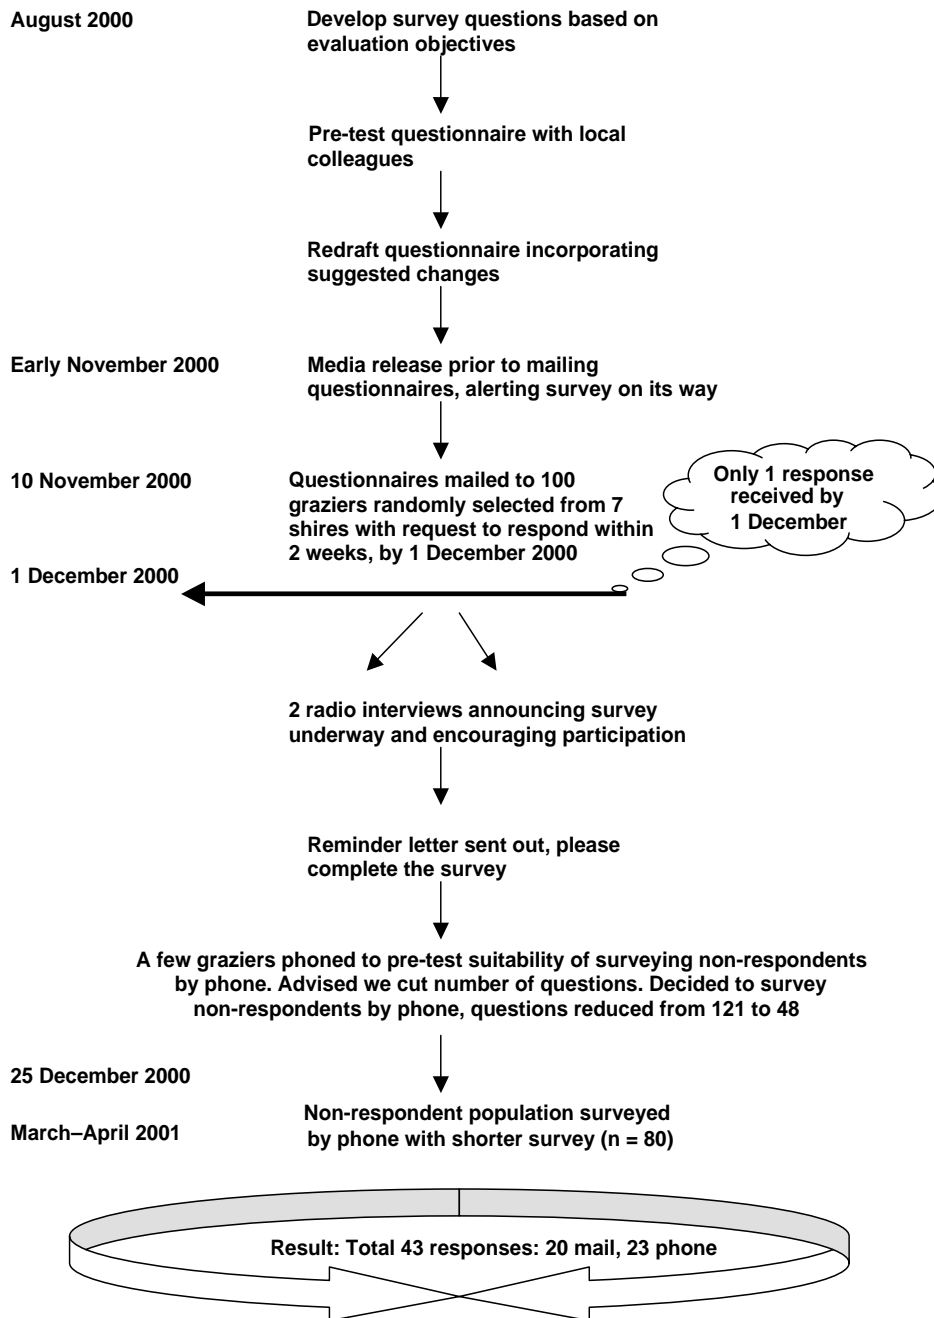 August 2000
Develop survey questions based on
evaluation objectives
Pre-test questionnaire with local
colleagues
Redraft questionnaire incorporating
suggested changes
Early November 2000
Media release prior to mailing
questionnaires, alerting survey on its way
10 November 2000
Questionnaires mailed to 100
graziers randomly selected from 7
shires with request to respond within
2 weeks, by 1 December 2000
Only 1 response
received by
1 December
1 December 2000
2 radio interviews announcing survey
underway and encouraging participation
Reminder letter sent out, please
complete the survey
A few graziers phoned to pre-test suitability of surveying non-respondents
by phone. Advised we cut number of questions. Decided to survey
non-respondents by phone, questions reduced from 121 to 48
25 December 2000
March–April 2001
Non-respondent population surveyed
by phone with shorter survey (n = 80)
Result: Total 43 responses: 20 mail, 23 phone